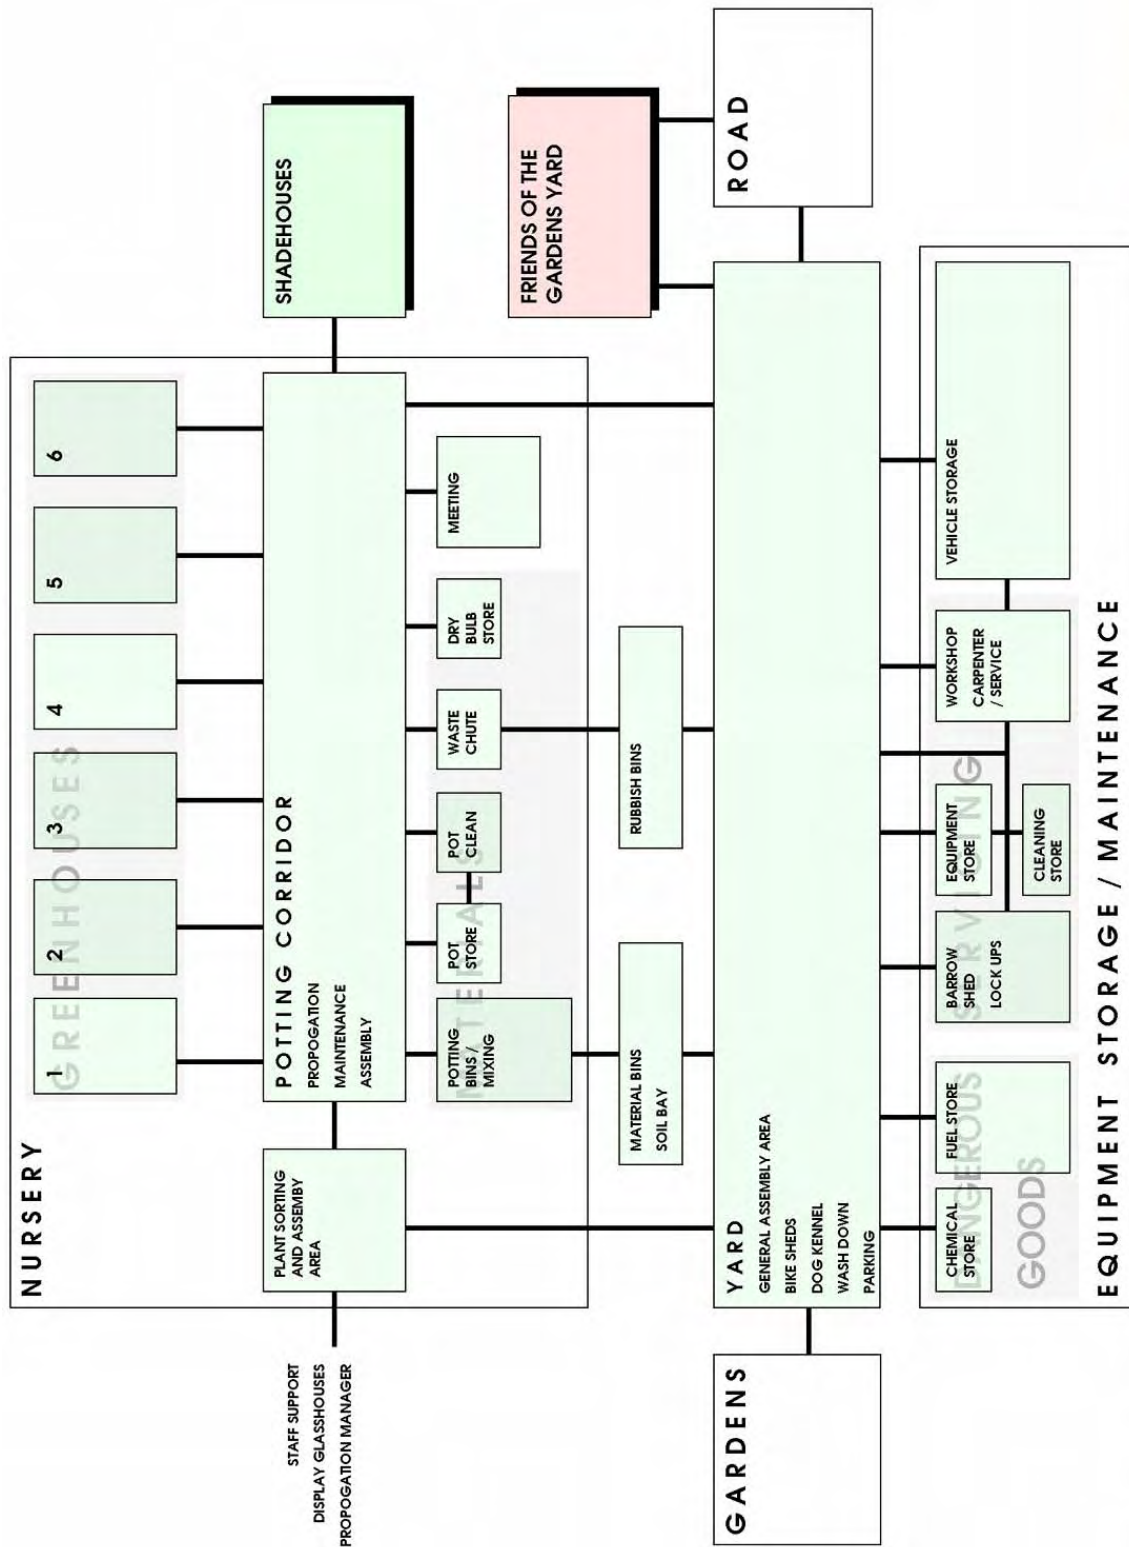 NURSERY
GREENHOUSES
1
2
3
4
5
6
PLANT SORTING
AND ASSEMBY
AREA
POTTING CORRIDOR
PROPOGATION
MAINTENANCE
ASSEMBLY
SHADEHOUSES
STAFF SUPPORT
DISPLAY GLASSHOUSES
PROPOGATION MANAGER
MATERIALS
POTTING
BINS /
MIXING
POT
STORE
POT
CLEAN
WASTE
CHUTE
DRY
BULB
STORE
MEETING
FRIENDS OF THE
GARDENS YARD
MATERIAL BINS
SOIL BAY
RUBBISH BINS
GARDENS
YARD
GENERAL ASSEMBLY AREA
BIKE SHEDS
DOG KENNEL
WASH DOWN
PARKING
ROAD
DANGEROUS
GOODS
CHEMICAL
STORE
FUEL STORE
SERVICING
BARROW
SHED
LOCK UPS
EQUIPMENT
STORE
CLEANING
STORE
WORKSHOP
CARPENTER
/ SERVICE
VEHICLE STORAGE
EQUIPMENT STORAGE / MAINTENANCE